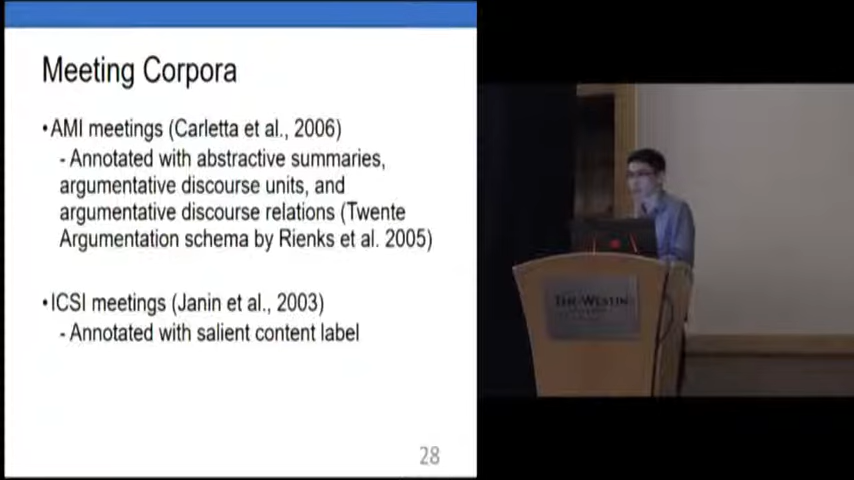 Meeting Corpora
•AMI meetings (Carletta et al., 2006)
- Annotated with abstractive summaries,
argumentative discourse units, and
argumentative discourse relations (Twente
Argumentation schema by Rienks et al. 2005)
•ICSI meetings (Janin et al., 2003)
- Annotated with salient content label
THE WESTIN
28